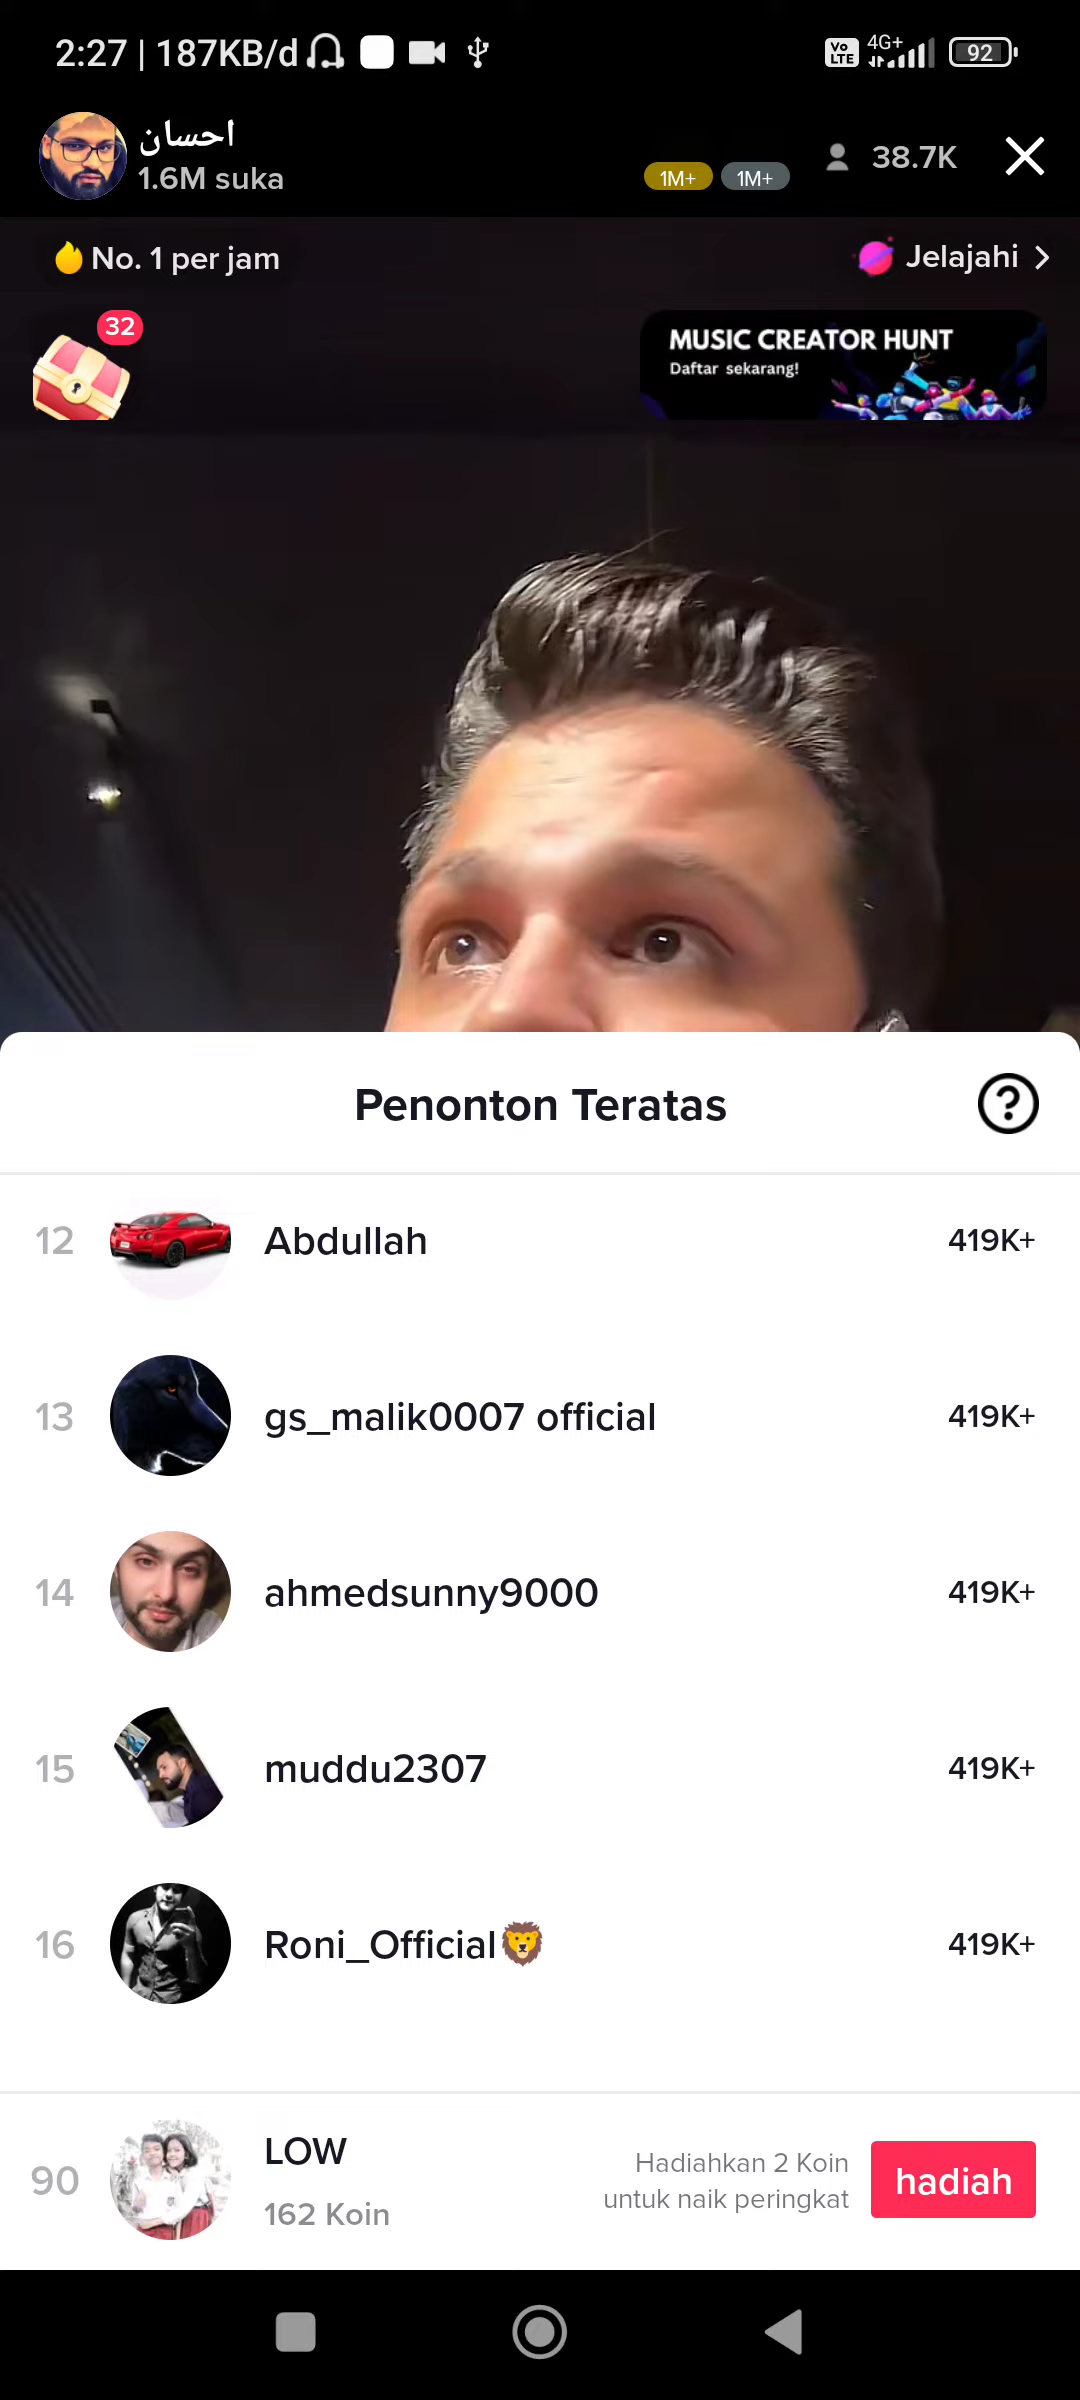 2:27 | 187KB/d
Vo LTE 4G+ 92
احسان
1.6M suka
1M+ 1M+ 38.7K
No. 1 per jam
Jelajahi >
32
MUSIC CREATOR HUNT
Daftar sekarang!
Penonton Teratas ?
12 Abdullah 419K+
13 gs_malik0007 official 419K+
14 ahmedsunny9000 419K+
15 muddu2307 419K+
16 Roni_Official🦁 419K+
90 LOW
162 Koin
Hadiahkan 2 Koin
untuk naik peringkat
hadiah